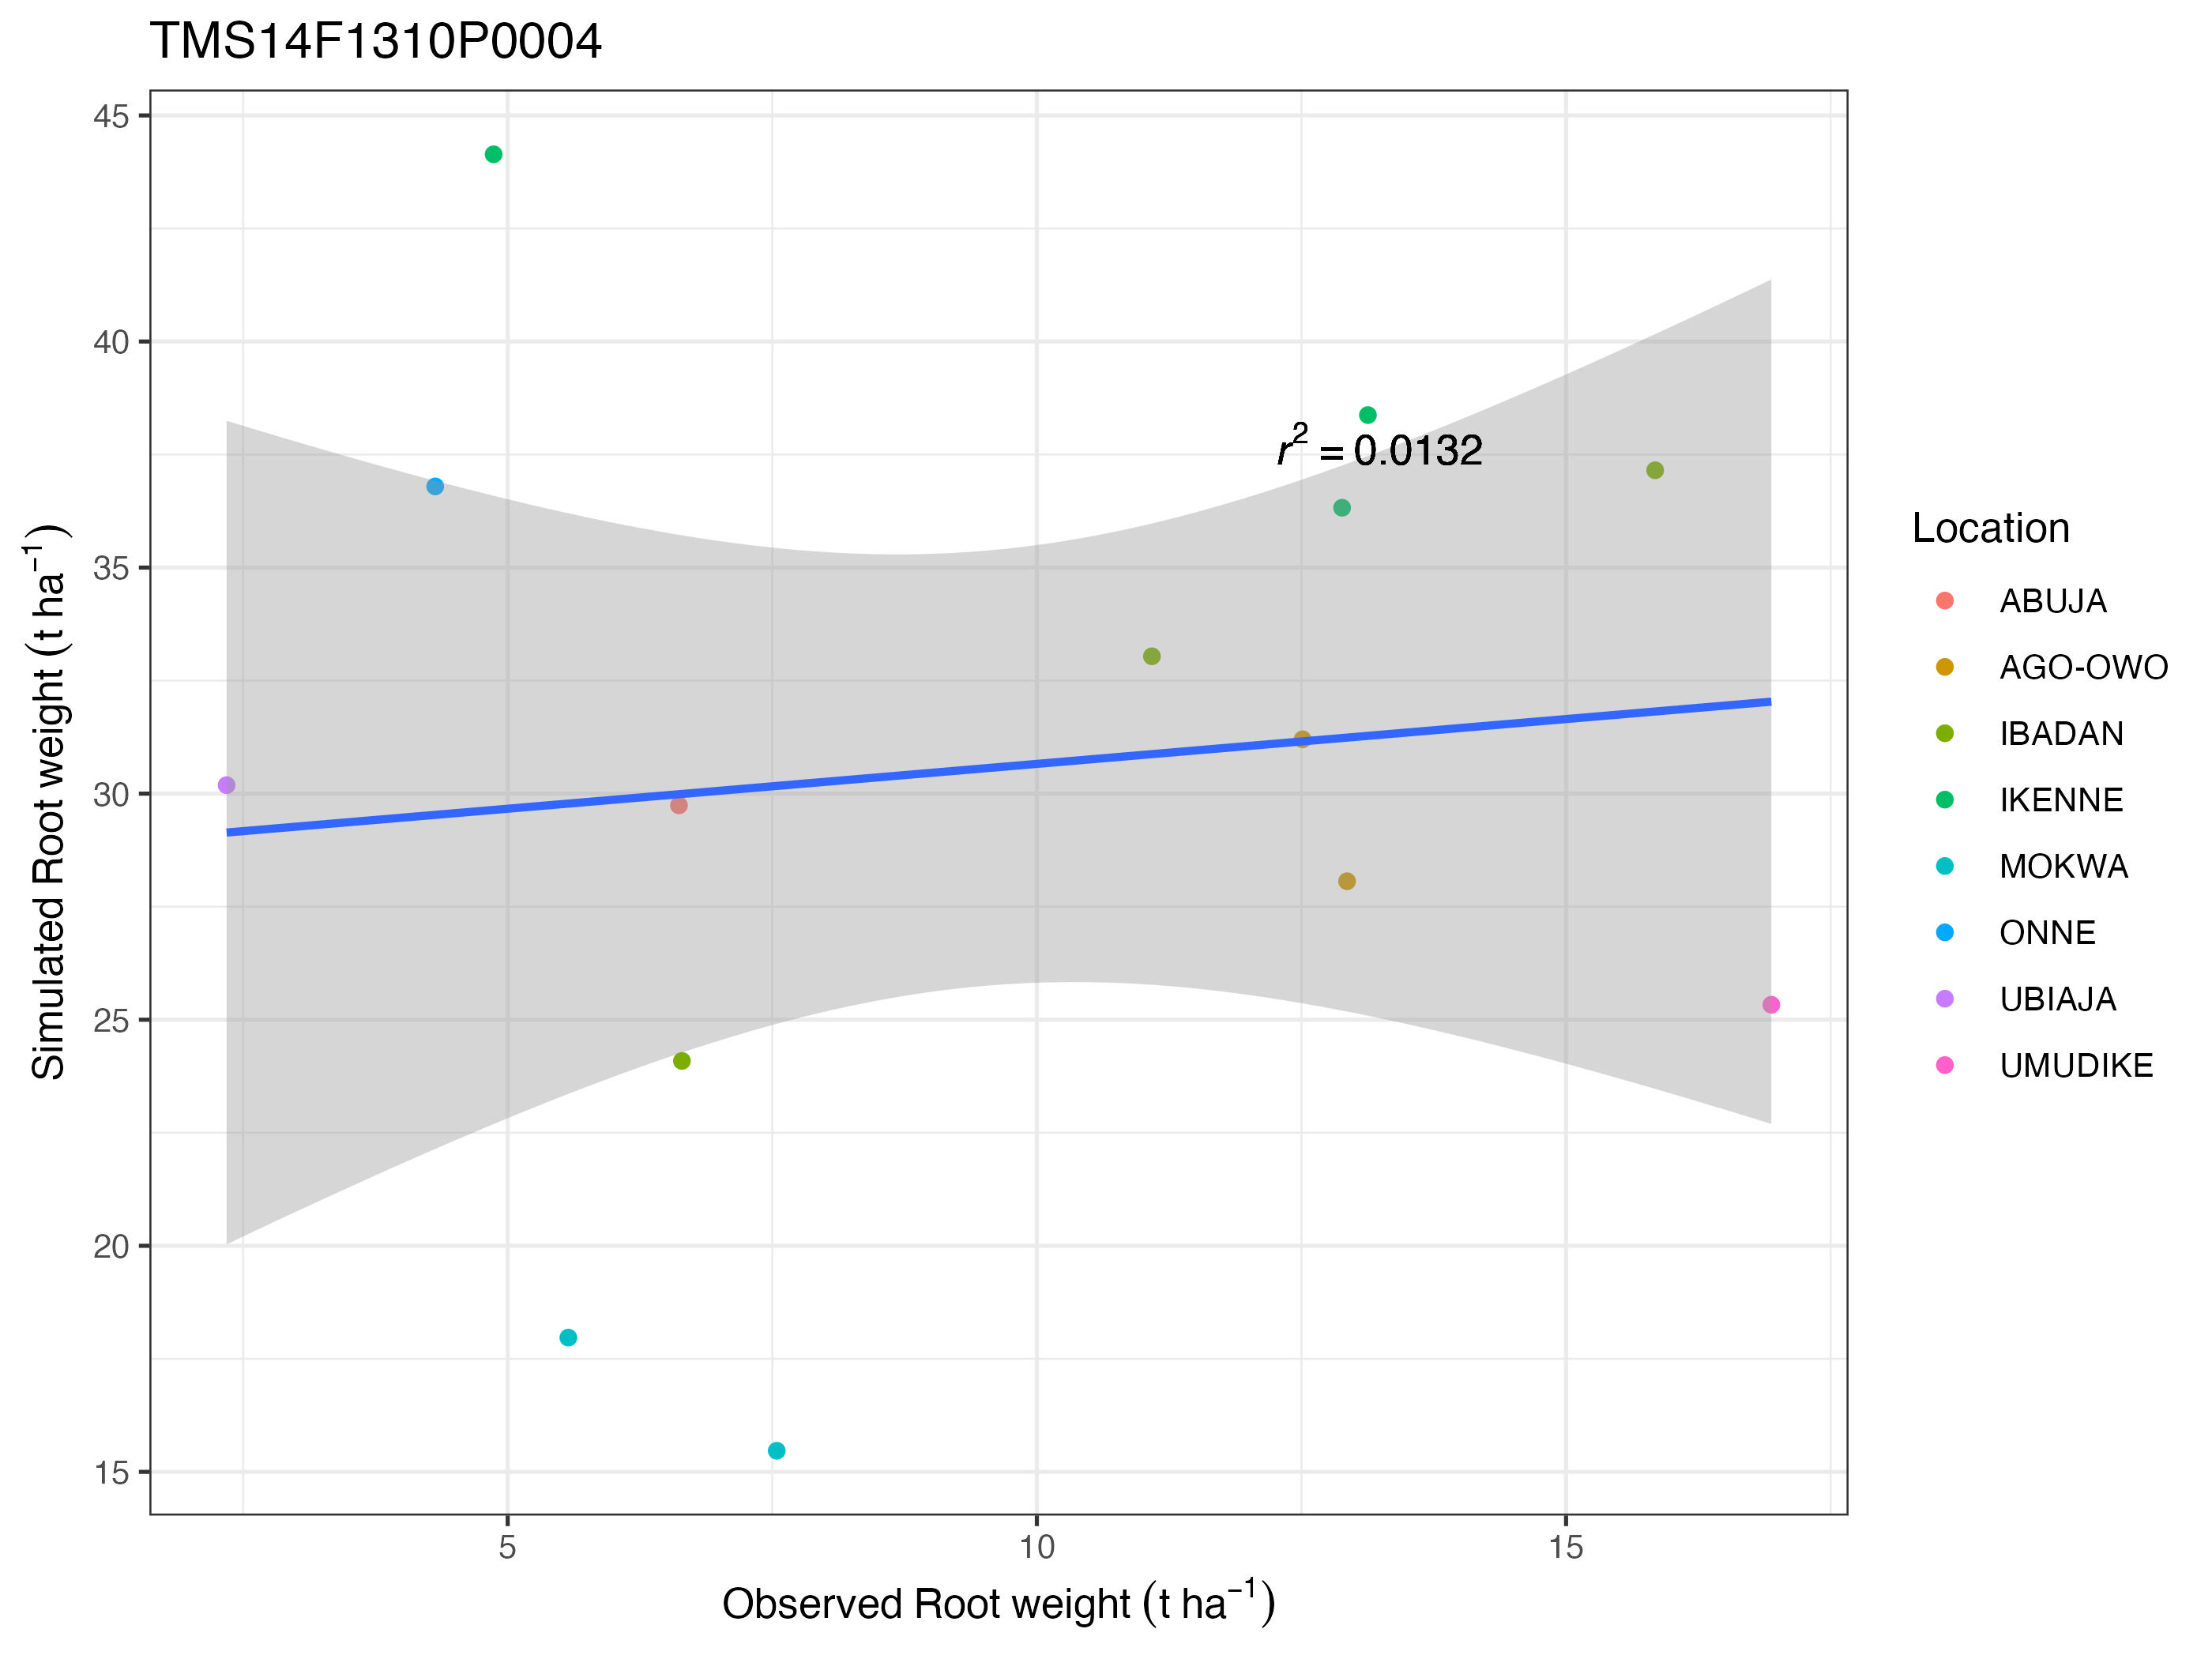 TMS14F1310P0004
45
40
35
30
25
20
15
Simulated Root weight (t ha⁻¹)
r² = 0.0132
5 10 15
Observed Root weight (t ha⁻¹)
Location
ABUJA
AGO-OWO
IBADAN
IKENNE
MOKWA
ONNE
UBIAJA
UMUDIKE